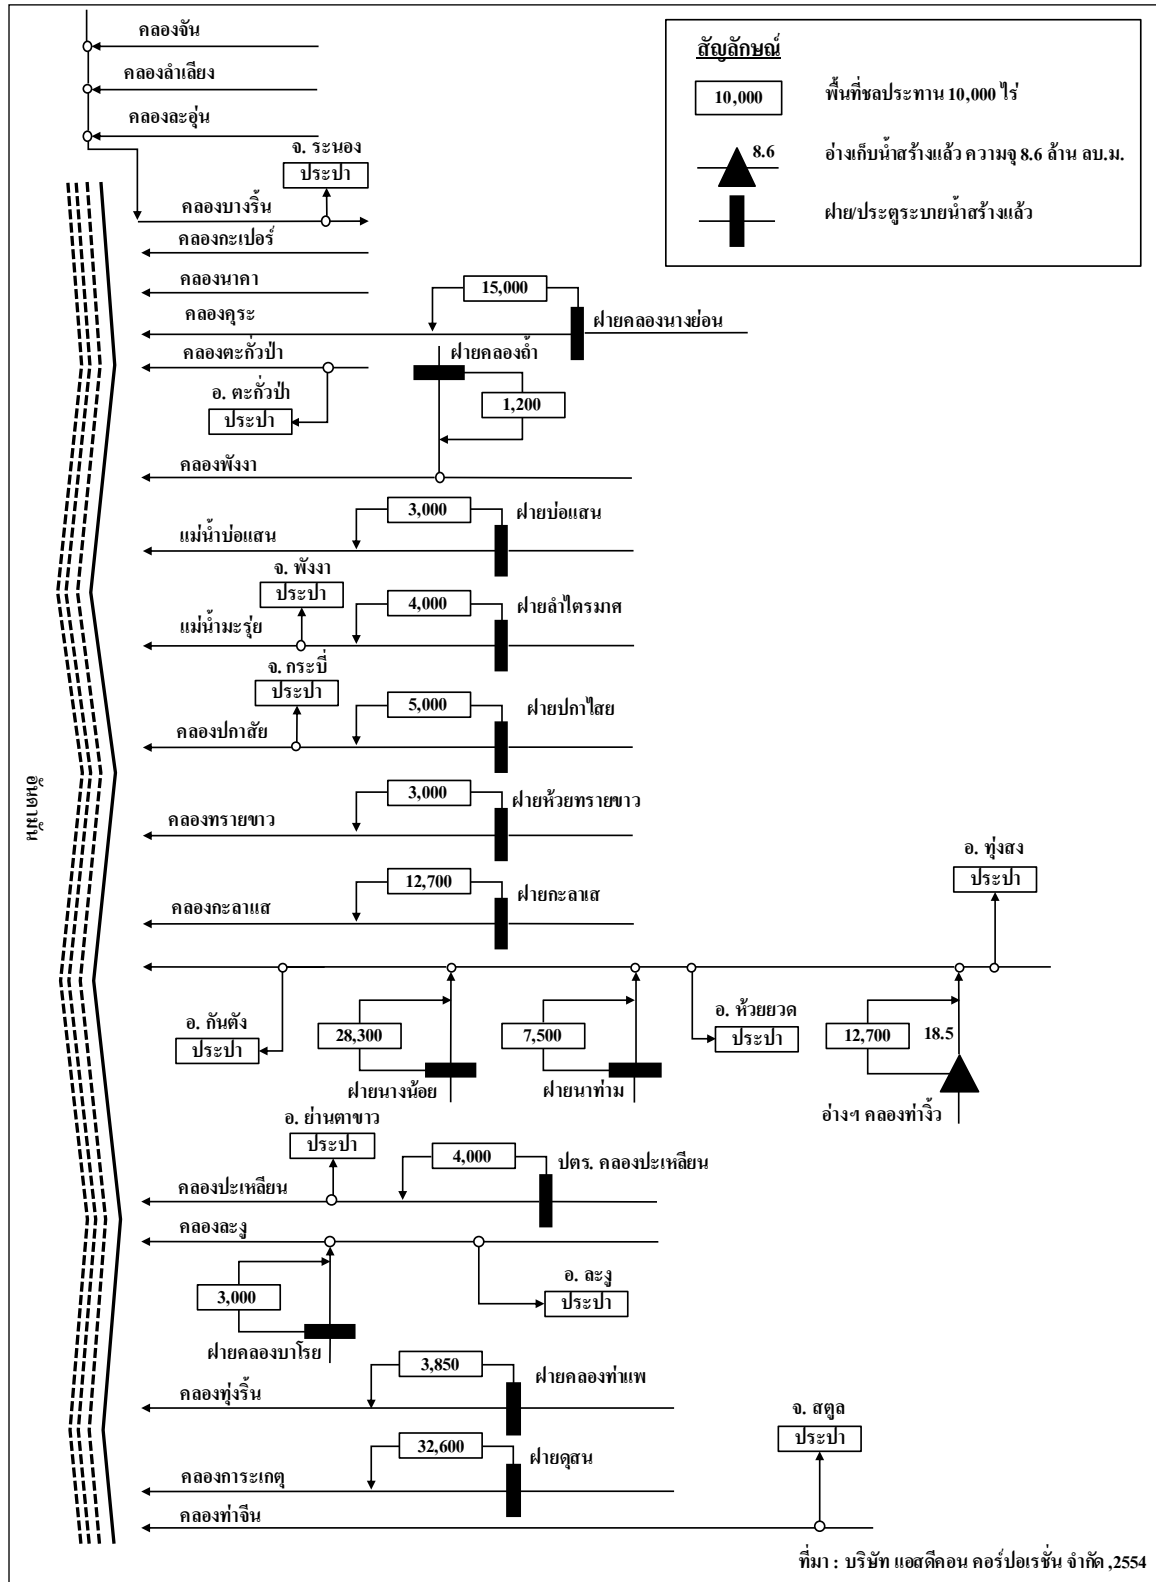 คลองจัน
คลองลำเลียง
คลองละอุ่น
สัญลักษณ์
10,000
พื้นที่ชลประทาน 10,000 ไร่
8.6
อ่างเก็บน้ำสร้างแล้ว ความจุ 8.6 ล้าน ลบ.ม.
ฝาย/ประตูระบายน้ำสร้างแล้ว
จ. ระนอง
ประปา
คลองบางริ้น
คลองกะเปอร์
คลองนาคา
15,000
คลองคุระ
ฝายคลองนางย่อน
คลองตะกั่วป่า
ฝายคลองถ้ำ
อ. ตะกั่วป่า
ประปา
1,200
คลองพังงา
3,000
ฝายบ่อแสน
แม่น้ำบ่อแสน
จ. พังงา
ประปา
4,000
ฝายลำไตรมาศ
แม่น้ำมะรุ่ย
จ. กระบี่
ประปา
5,000
ฝายปกาไสย
คลองปกาสัย
อันดามัน
3,000
ฝายห้วยทรายขาว
คลองทรายขาว
อ. ทุ่งสง
ประปา
12,700
ฝายกะลาเส
คลองกะลาแส
อ. กันตัง
ประปา
28,300
ฝายนางน้อย
7,500
ฝายนาท่าม
อ. ห้วยยวด
ประปา
12,700
18.5
อ่างฯ คลองท่างิ้ว
อ. ย่านตาขาว
ประปา
4,000
ปตร. คลองปะเหลียน
คลองปะเหลียน
คลองละงู
อ. ละงู
ประปา
3,000
ฝายคลองบาโรย
3,850
ฝายคลองท่าแพ
คลองทุ่งริ้น
จ. สตูล
ประปา
32,600
ฝายดุสน
คลองการะเกตุ
คลองท่าจีน
ที่มา : บริษัท แอสดีคอน คอร์ปอเรชั่น จำกัด ,2554